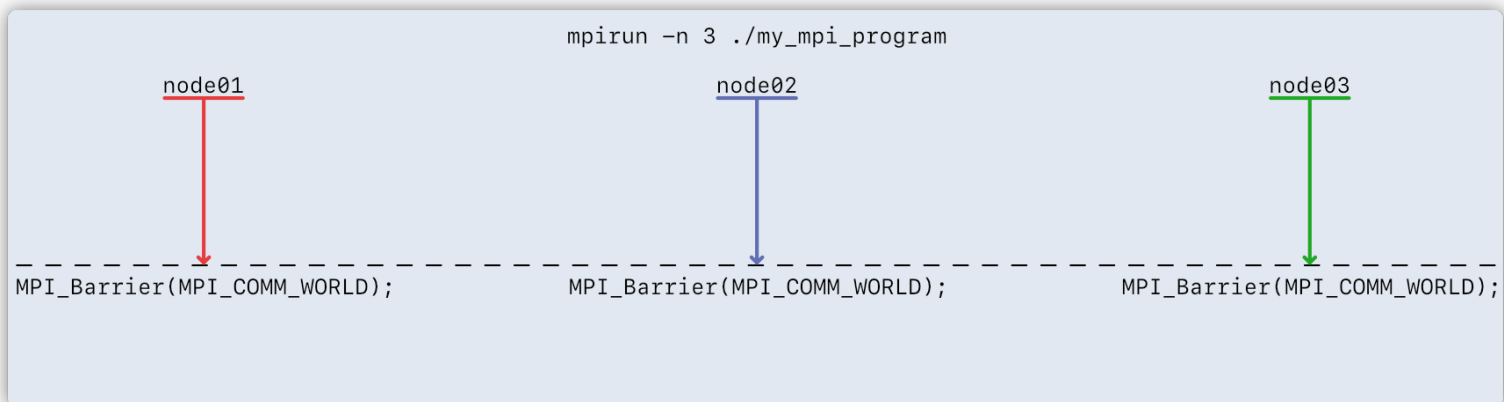 mpirun –n 3 ./my_mpi_program
node01 node02 node03
MPI_Barrier(MPI_COMM_WORLD); MPI_Barrier(MPI_COMM_WORLD); MPI_Barrier(MPI_COMM_WORLD);